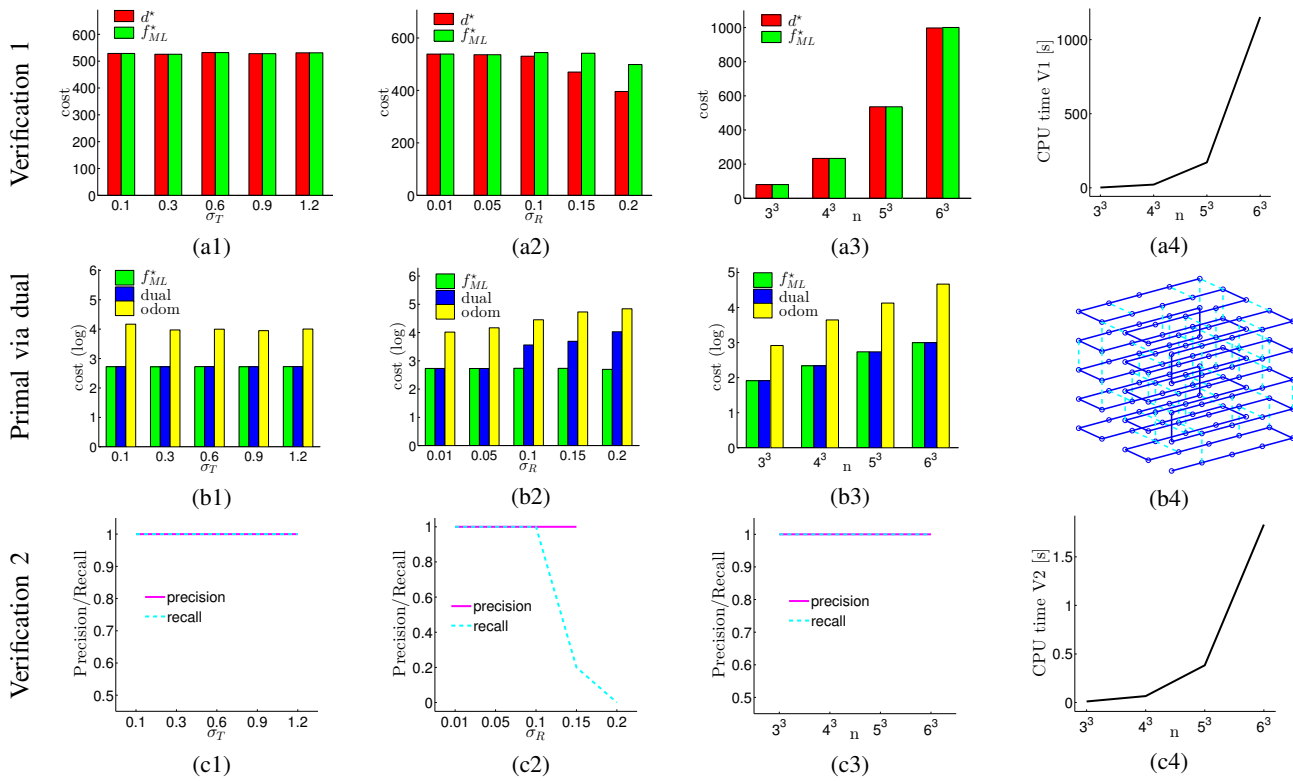 Verification 1
d⋆
f⋆ML
cost
600
500
400
300
200
100
0
0.1 0.3 0.6 0.9 1.2
σT
(a1)
d⋆
f⋆ML
cost
600
400
200
0
0.01 0.05 0.1 0.15 0.2
σR
(a2)
d⋆
f⋆ML
cost
1000
800
600
400
200
0
3³ 4³ 5³ 6³
n
(a3)
CPU time V1 [s]
1000
500
0
3³ 4³ 5³ 6³
n
(a4)
Primal via dual
f⋆ML
dual
odom
cost (log)
6
5
4
3
2
1
0
0.1 0.3 0.6 0.9 1.2
σT
(b1)
f⋆ML
dual
odom
cost (log)
6
5
4
3
2
1
0
0.01 0.05 0.1 0.15 0.2
σR
(b2)
f⋆ML
dual
odom
cost (log)
5
4
3
2
1
0
3³ 4³ 5³ 6³
n
(b3)
(b4)
Verification 2
Precision/Recall
1
0.9
0.8
0.7
0.6
0.5
precision
recall
0.1 0.3 0.6 0.9 1.2
σT
(c1)
Precision/Recall
1
0.8
0.6
0.4
0.2
0
precision
recall
0.01 0.05 0.1 0.15 0.2
σR
(c2)
Precision/Recall
1
0.9
0.8
0.7
0.6
0.5
precision
recall
3³ 4³ 5³ 6³
n
(c3)
CPU time V2 [s]
1.5
1
0.5
0
3³ 4³ 5³ 6³
n
(c4)